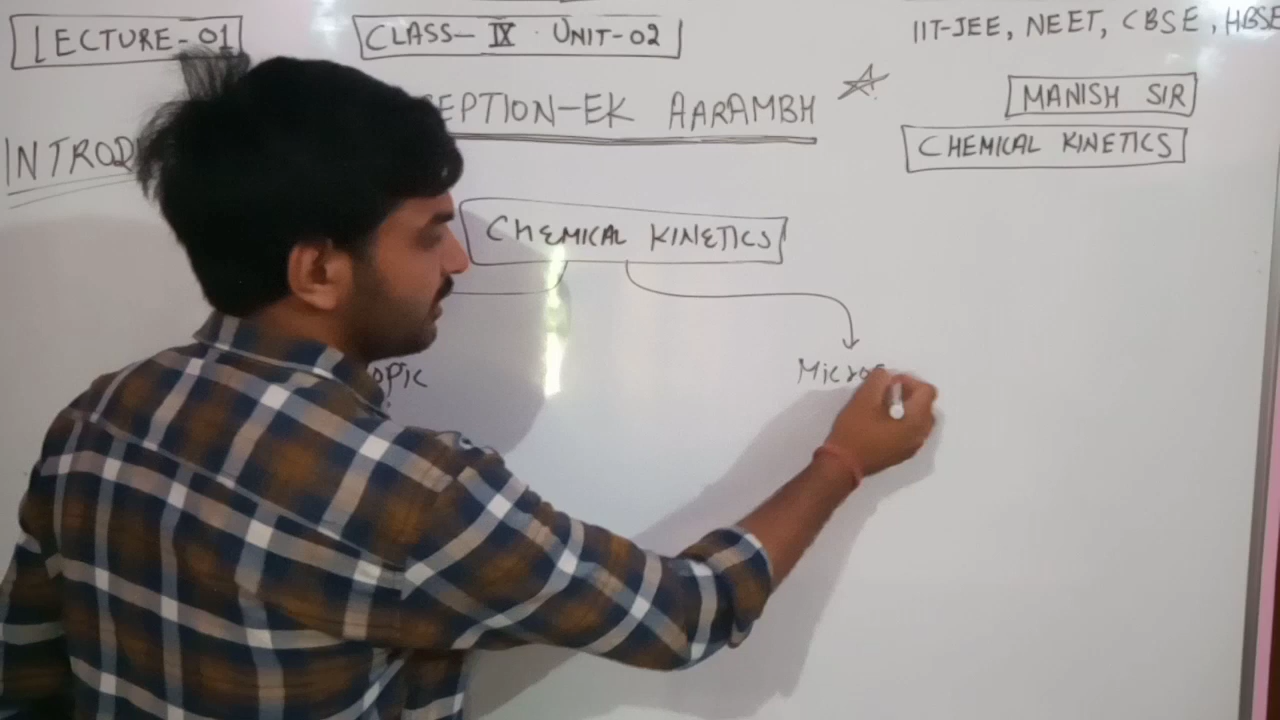 LECTURE-01
CLASS-IX · UNIT-02
IIT-JEE, NEET, CBSE, HBSE
EPTION-EK AARAMBH
MANISH SIR
CHEMICAL KINETICS
INTROD
CHEMICAL KINETICS
opic
Micros